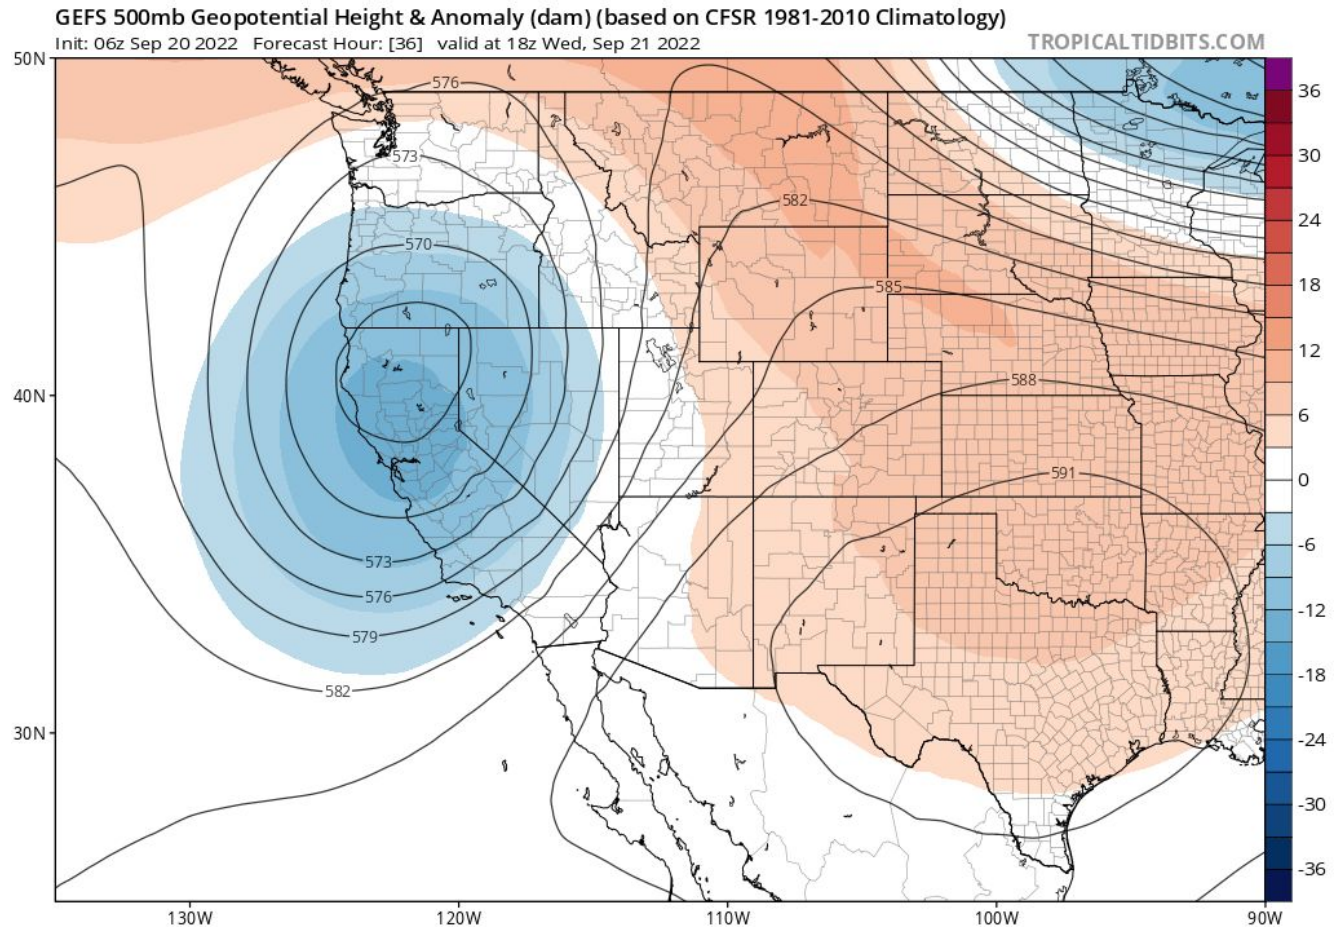 GEFS 500mb Geopotential Height & Anomaly (dam) (based on CFSR 1981-2010 Climatology)
Init: 06z Sep 20 2022 Forecast Hour: [36] valid at 18z Wed, Sep 21 2022
TROPICALTIDBITS.COM
50N
40N
30N
130W
120W
110W
100W
90W
576
573
570
573
576
579
582
582
585
588
591
36
30
24
18
12
6
0
-6
-12
-18
-24
-30
-36